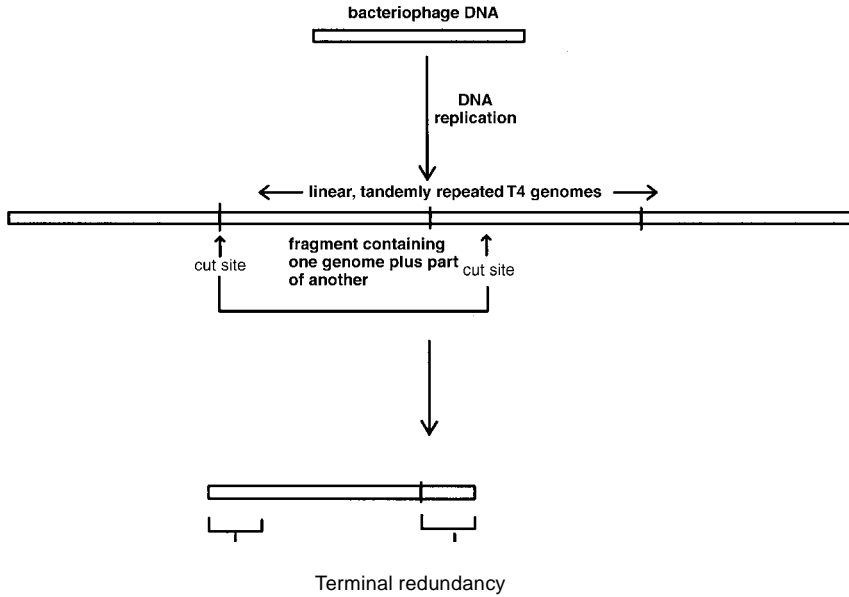 bacteriophage DNA
DNA
replication
linear, tandemly repeated T4 genomes
fragment containing
one genome plus part
of another
cut site
cut site
Terminal redundancy